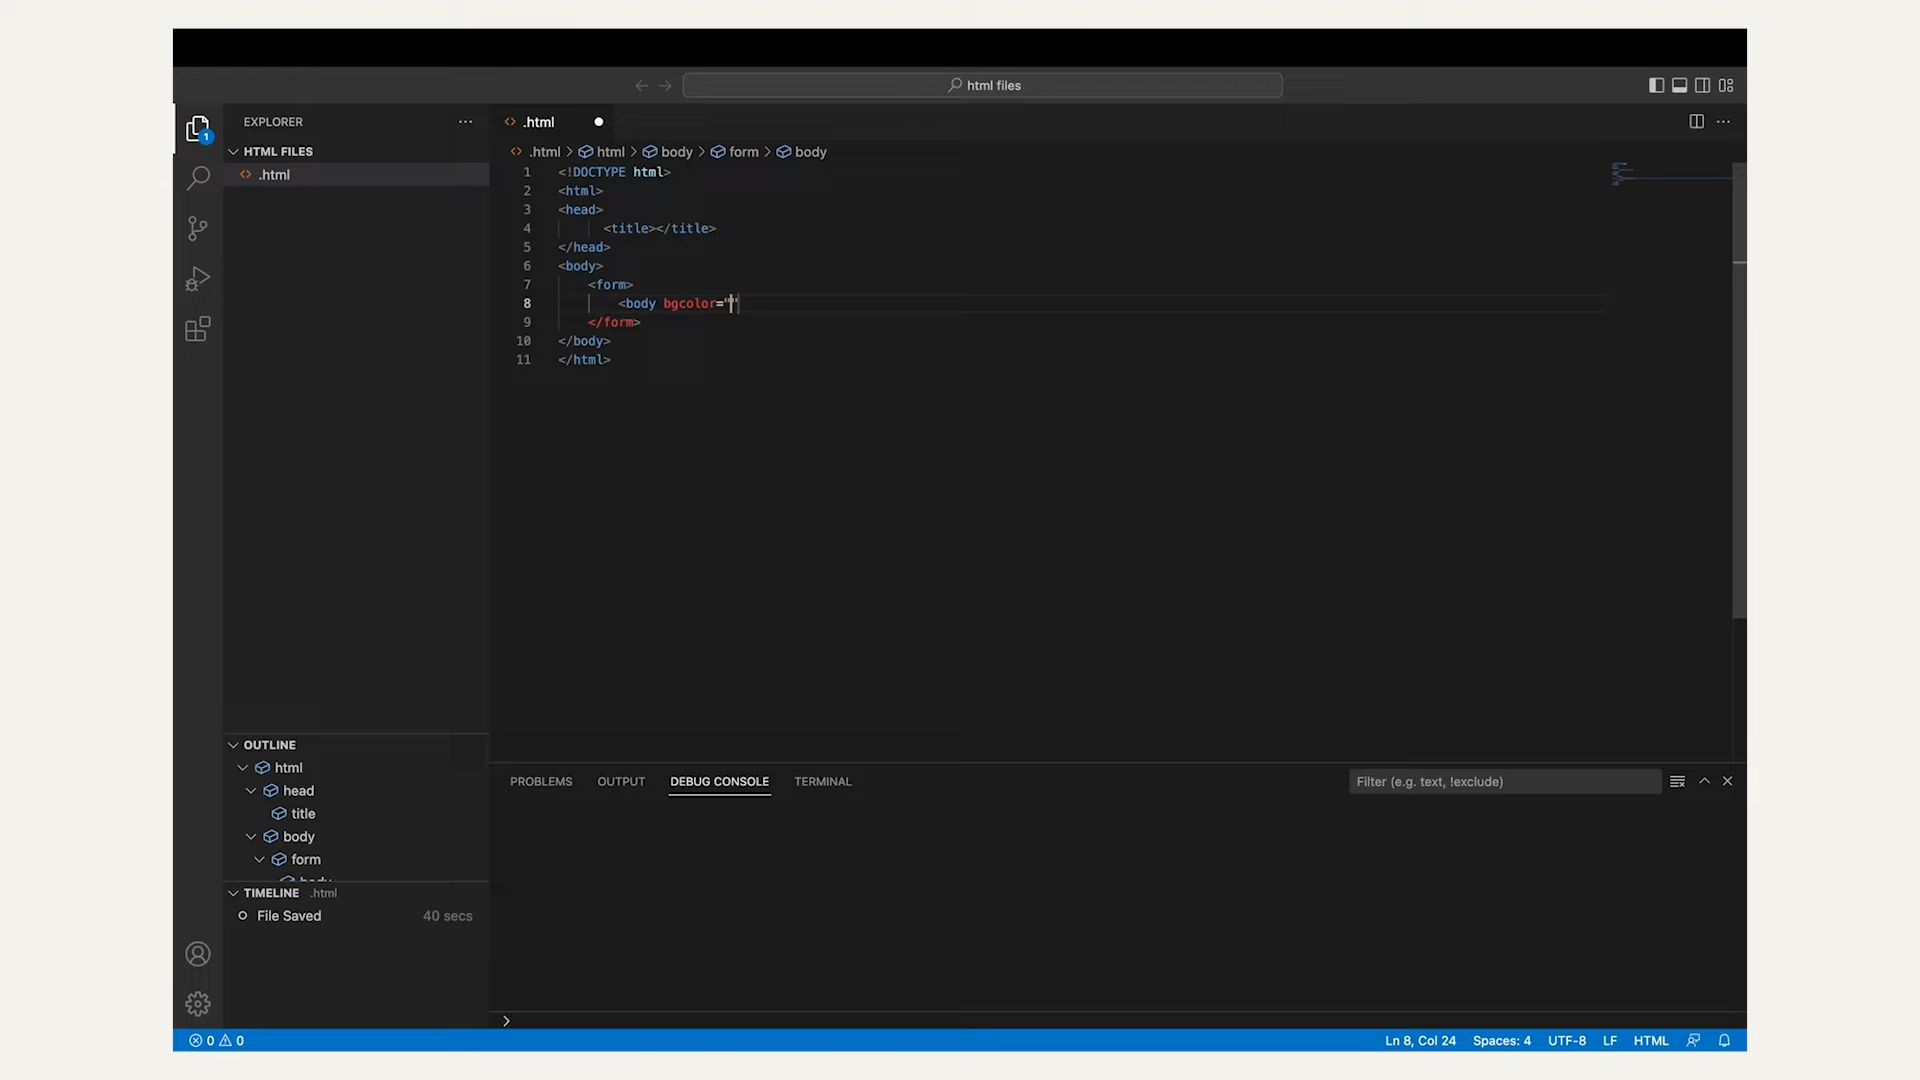 html files
EXPLORER
HTML FILES
.html
1
.html
.html > html > body > form > body
1 <!DOCTYPE html>
2 <html>
3 <head>
4 <title></title>
5 </head>
6 <body>
7 <form>
8 <body bgcolor=""
9 </form>
10 </body>
11 </html>
OUTLINE
html
head
title
body
form
body
TIMELINE .html
File Saved 40 secs
PROBLEMS OUTPUT DEBUG CONSOLE TERMINAL
Filter (e.g. text, !exclude)
>
0 0
Ln 8, Col 24 Spaces: 4 UTF-8 LF HTML